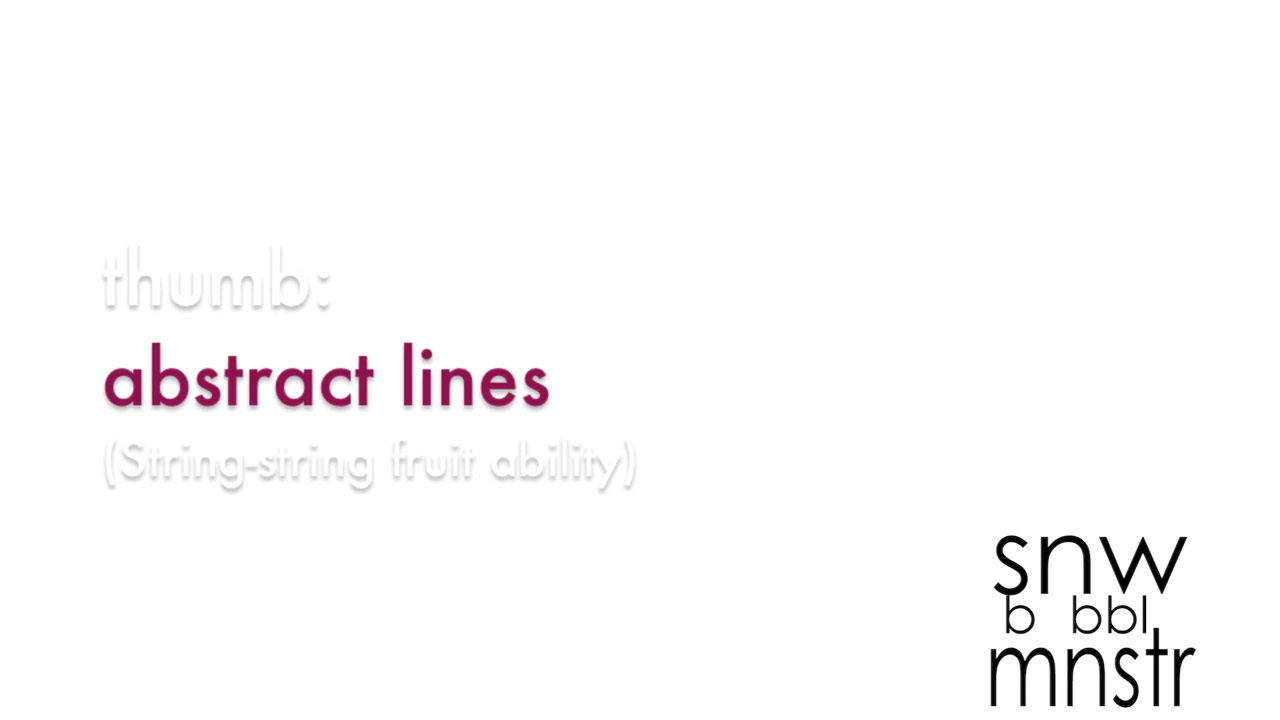 thumb:
abstract lines
(String-string fruit ability)
snw
b bbl
mnstr